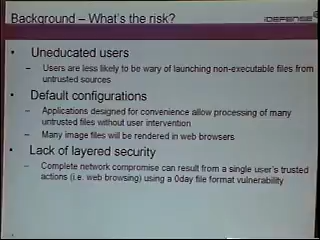 Background – What's the risk?
iDEFENSE
• Uneducated users
– Users are less likely to be wary of launching non-executable files from
untrusted sources
• Default configurations
– Applications designed for convenience allow processing of many
untrusted files without user intervention
– Many image files will be rendered in web browsers
• Lack of layered security
– Complete network compromise can result from a single user's trusted
actions (i.e. web browsing) using a 0day file format vulnerability